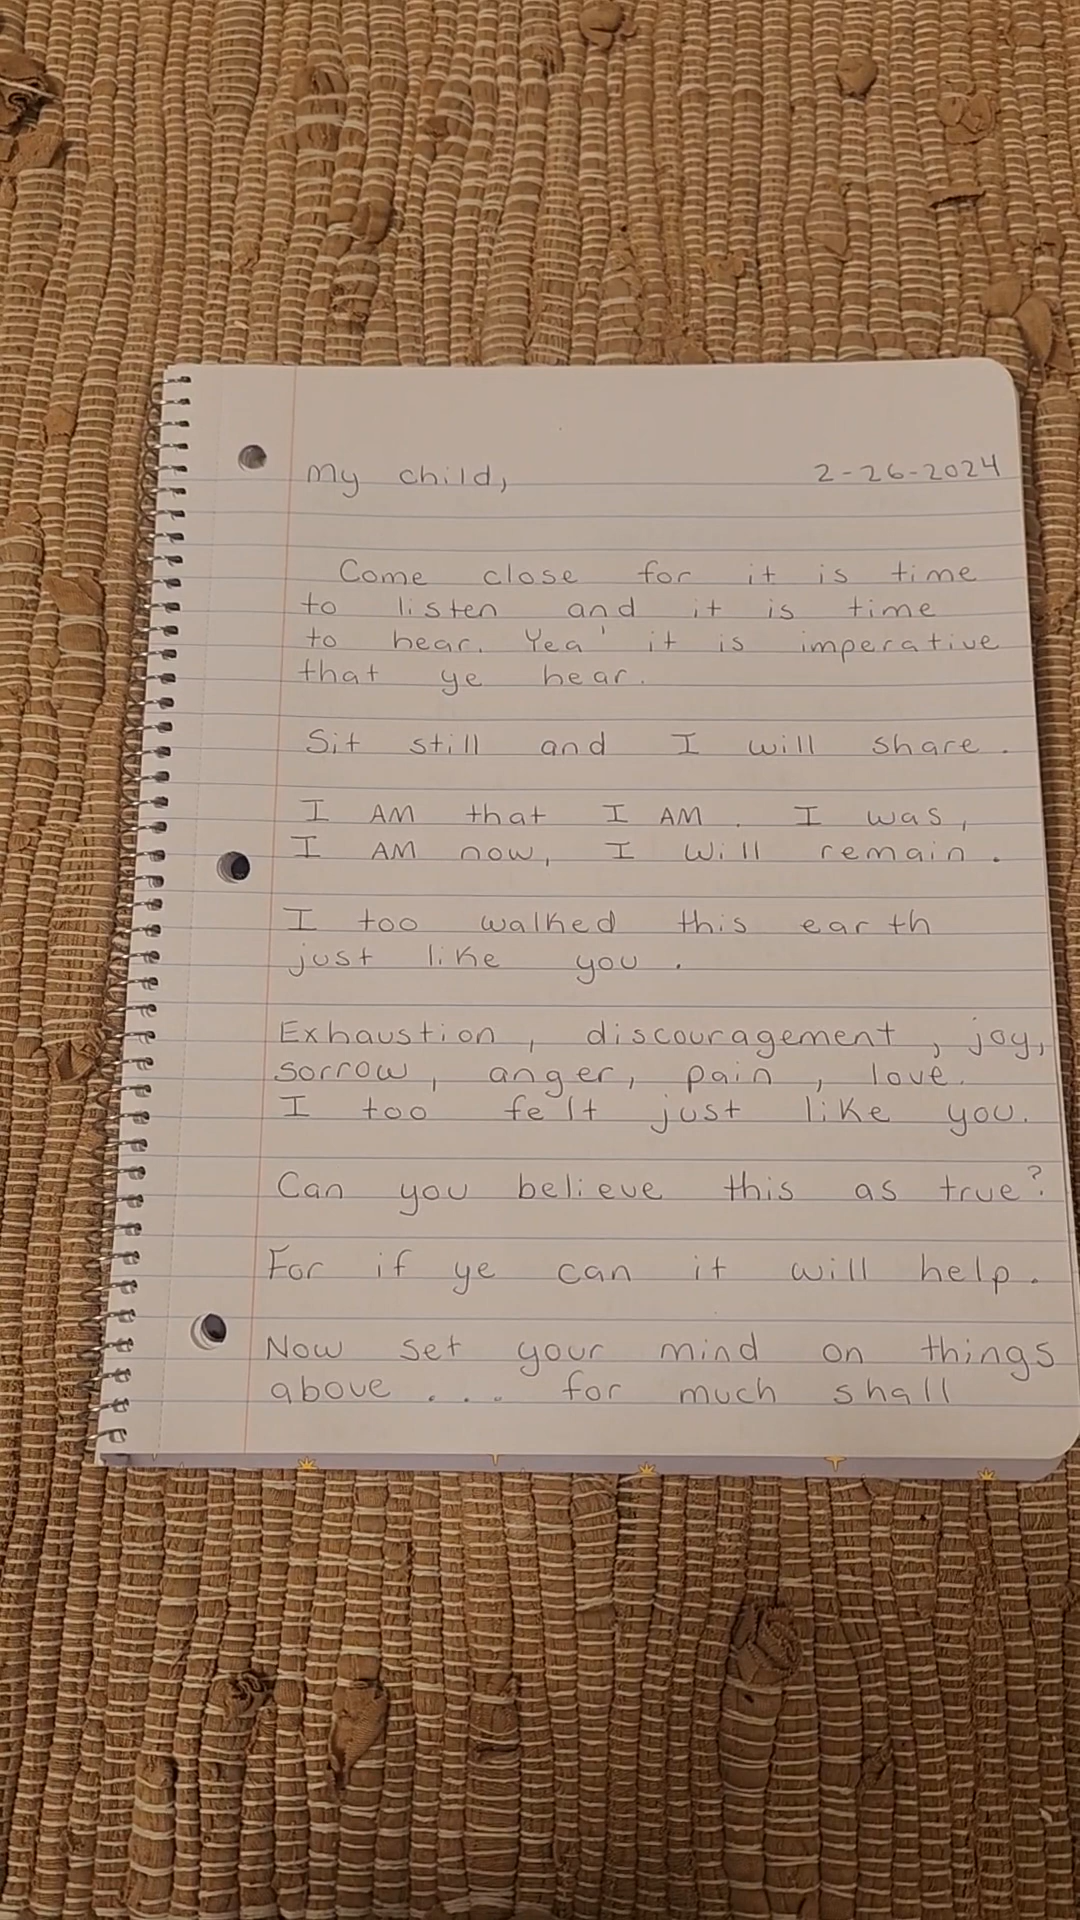 My child, 2-26-2024
Come close for it is time
to listen and it is time
to hear. Yea' it is imperative
that ye hear.
Sit still and I will share.
I AM that I AM. I was,
I AM now, I will remain.
I too walked this earth
just like you.
Exhaustion, discouragement, joy,
sorrow, anger, pain, love.
I too felt just like you.
Can you believe this as true?
For if ye can it will help.
Now set your mind on things
above... for much shall